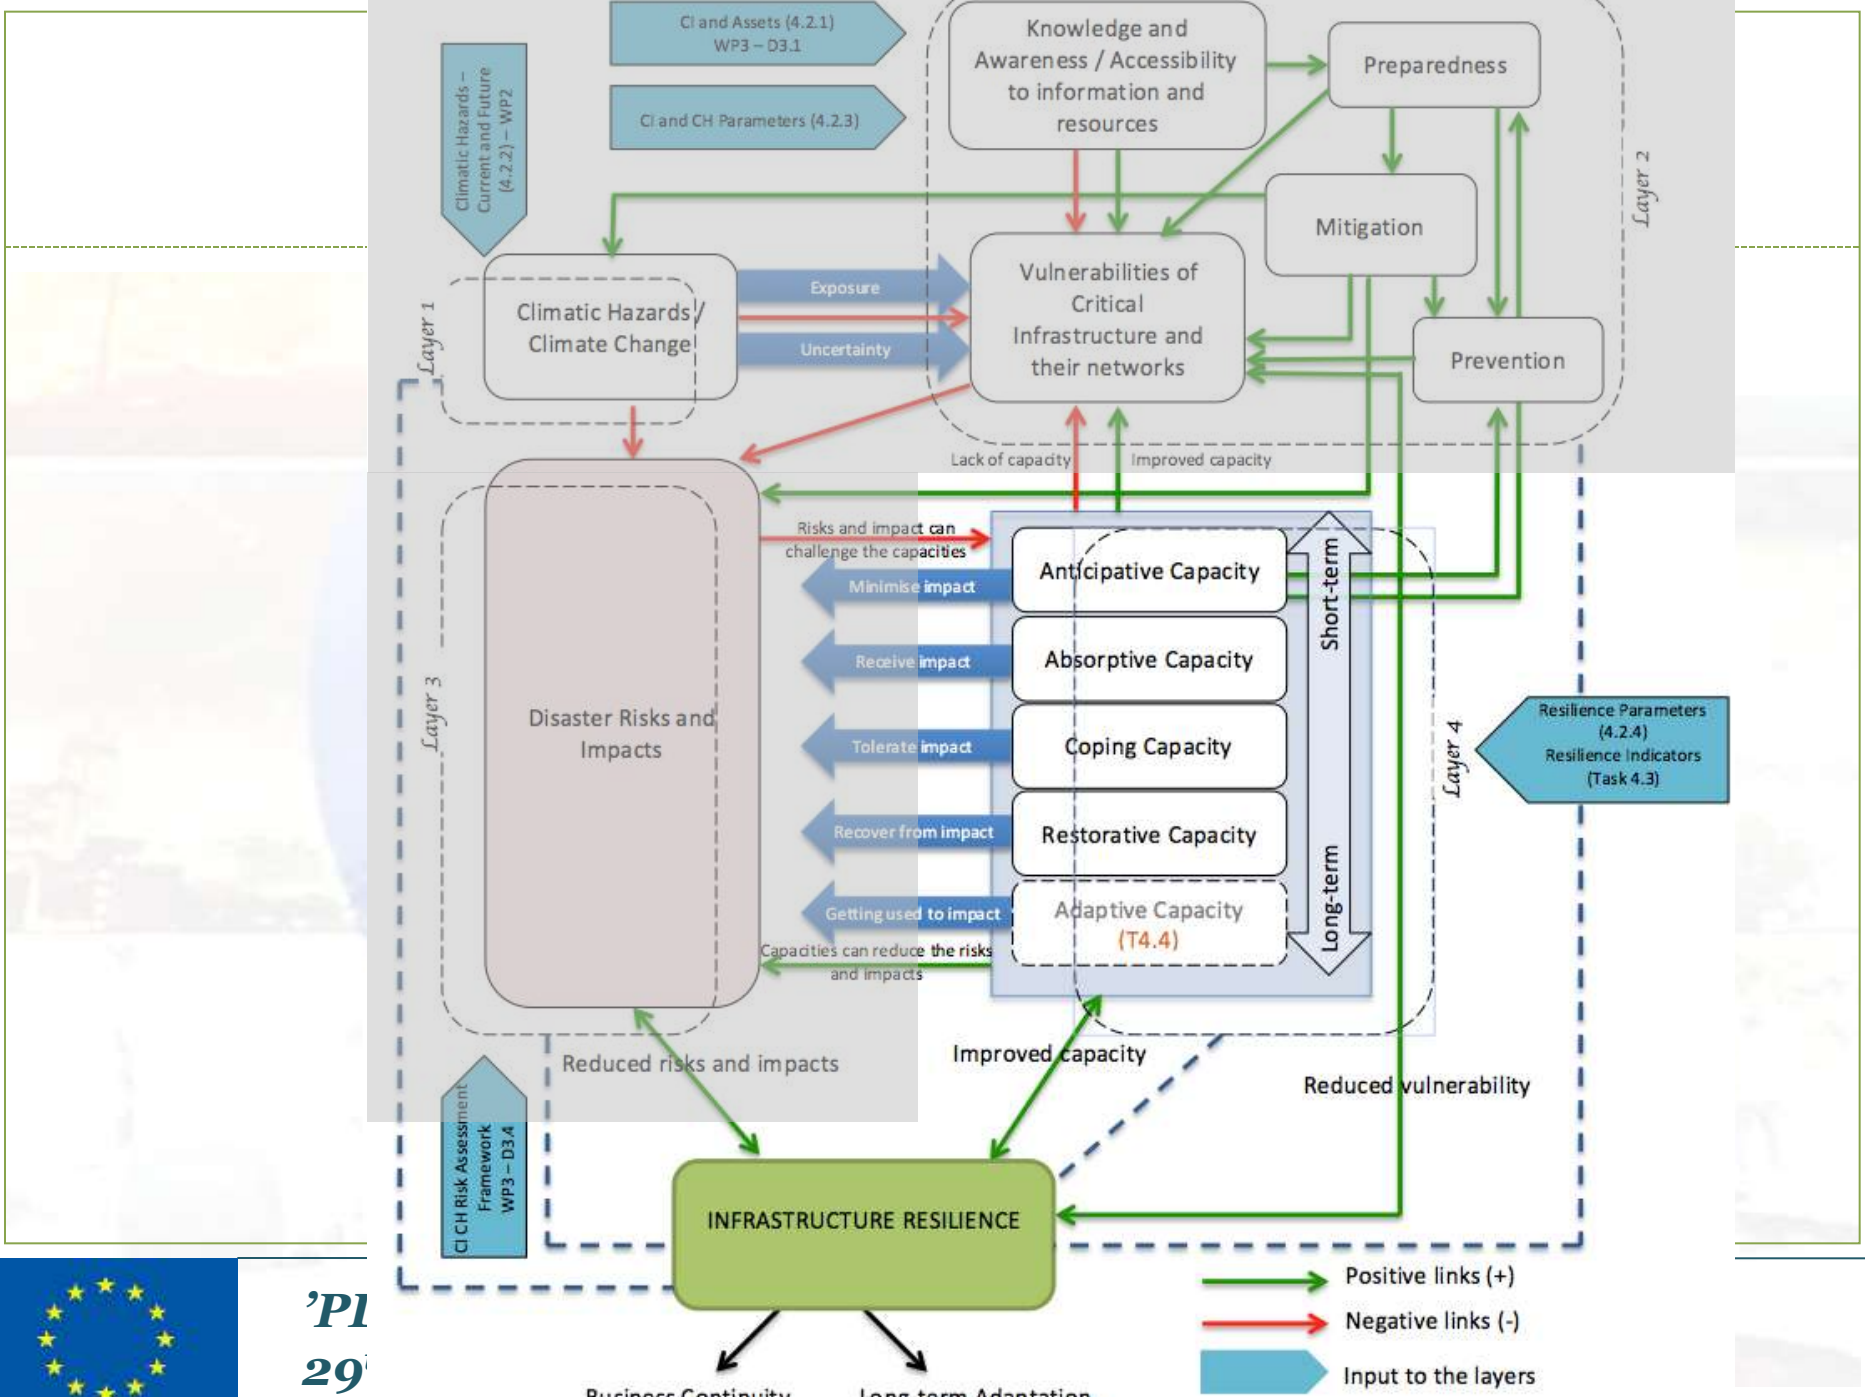 CI and Assets (4.2.1)
WP3 – D3.1
CI and CH Parameters (4.2.3)
Climatic Hazards –
Current and Future
(4.2.2) – WP2
Knowledge and
Awareness / Accessibility
to information and
resources
Preparedness
Layer 2
Mitigation
Climatic Hazards /
Climate Change
Layer 1
Exposure
Uncertainty
Vulnerabilities of
Critical
Infrastructure and
their networks
Prevention
Lack of capacity
Improved capacity
Risks and impact can
challenge the capacities
Minimise impact
Receive impact
Tolerate impact
Recover from impact
Getting used to impact
Capacities can reduce the risks
and impacts
Disaster Risks and
Impacts
Layer 3
Anticipative Capacity
Absorptive Capacity
Coping Capacity
Restorative Capacity
Adaptive Capacity
(T4.4)
Short-term
Long-term
Layer 4
Resilience Parameters
(4.2.4)
Resilience Indicators
(Task 4.3)
Reduced risks and impacts
Improved capacity
Reduced vulnerability
CI CH Risk Assessment
Framework
WP3 – D3.4
INFRASTRUCTURE RESILIENCE
Positive links (+)
Negative links (-)
Input to the layers
Business Continuity
Long-term Adaptation